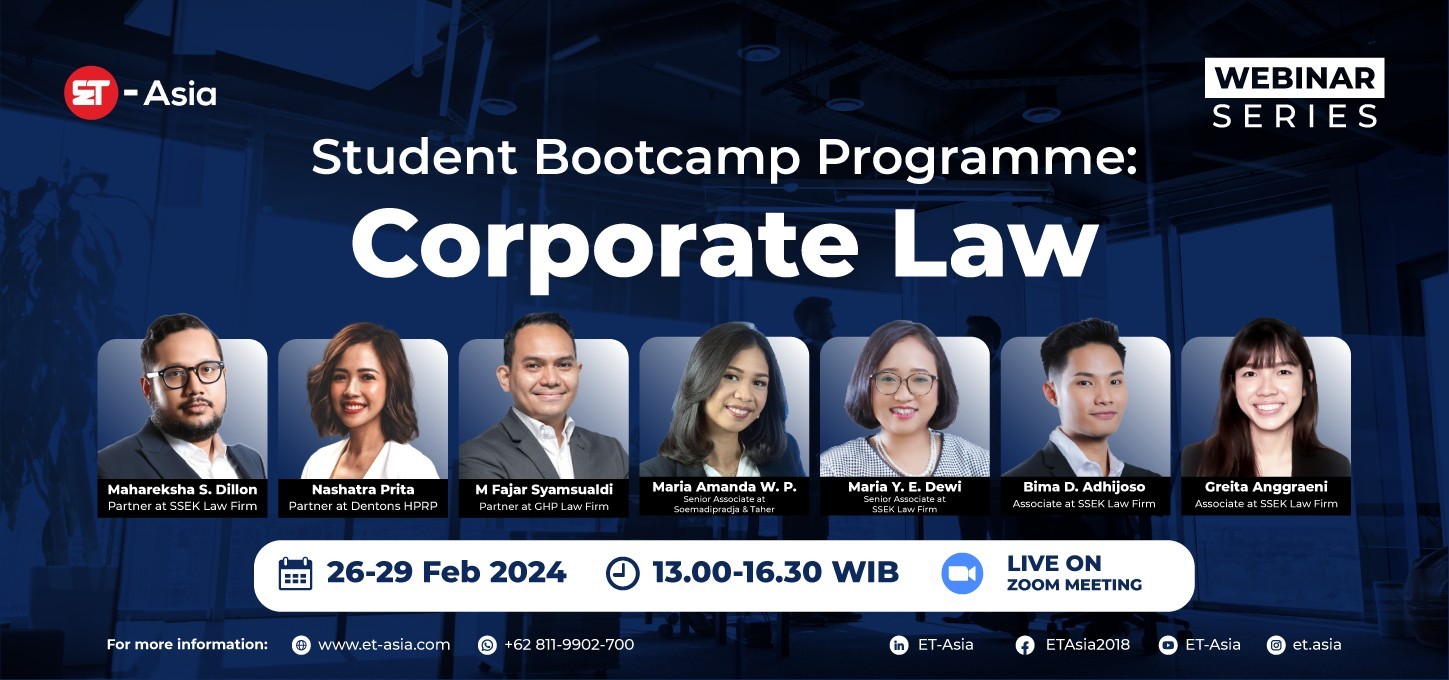 ET - Asia
WEBINAR
SERIES
Student Bootcamp Programme:
Corporate Law
Mahareksha S. Dillon
Partner at SSEK Law Firm
Nashatra Prita
Partner at Dentons HPRP
M Fajar Syamsualdi
Partner at GHP Law Firm
Maria Amanda W. P.
Senior Associate at
Soemadipradja & Taher
Maria Y. E. Dewi
Senior Associate at
SSEK Law Firm
Bima D. Adhijoso
Associate at SSEK Law Firm
Greita Anggraeni
Associate at SSEK Law Firm
26-29 Feb 2024
13.00-16.30 WIB
LIVE ON
ZOOM MEETING
For more information: www.et-asia.com +62 811-9902-700 ET-Asia ETAsia2018 ET-Asia et.asia